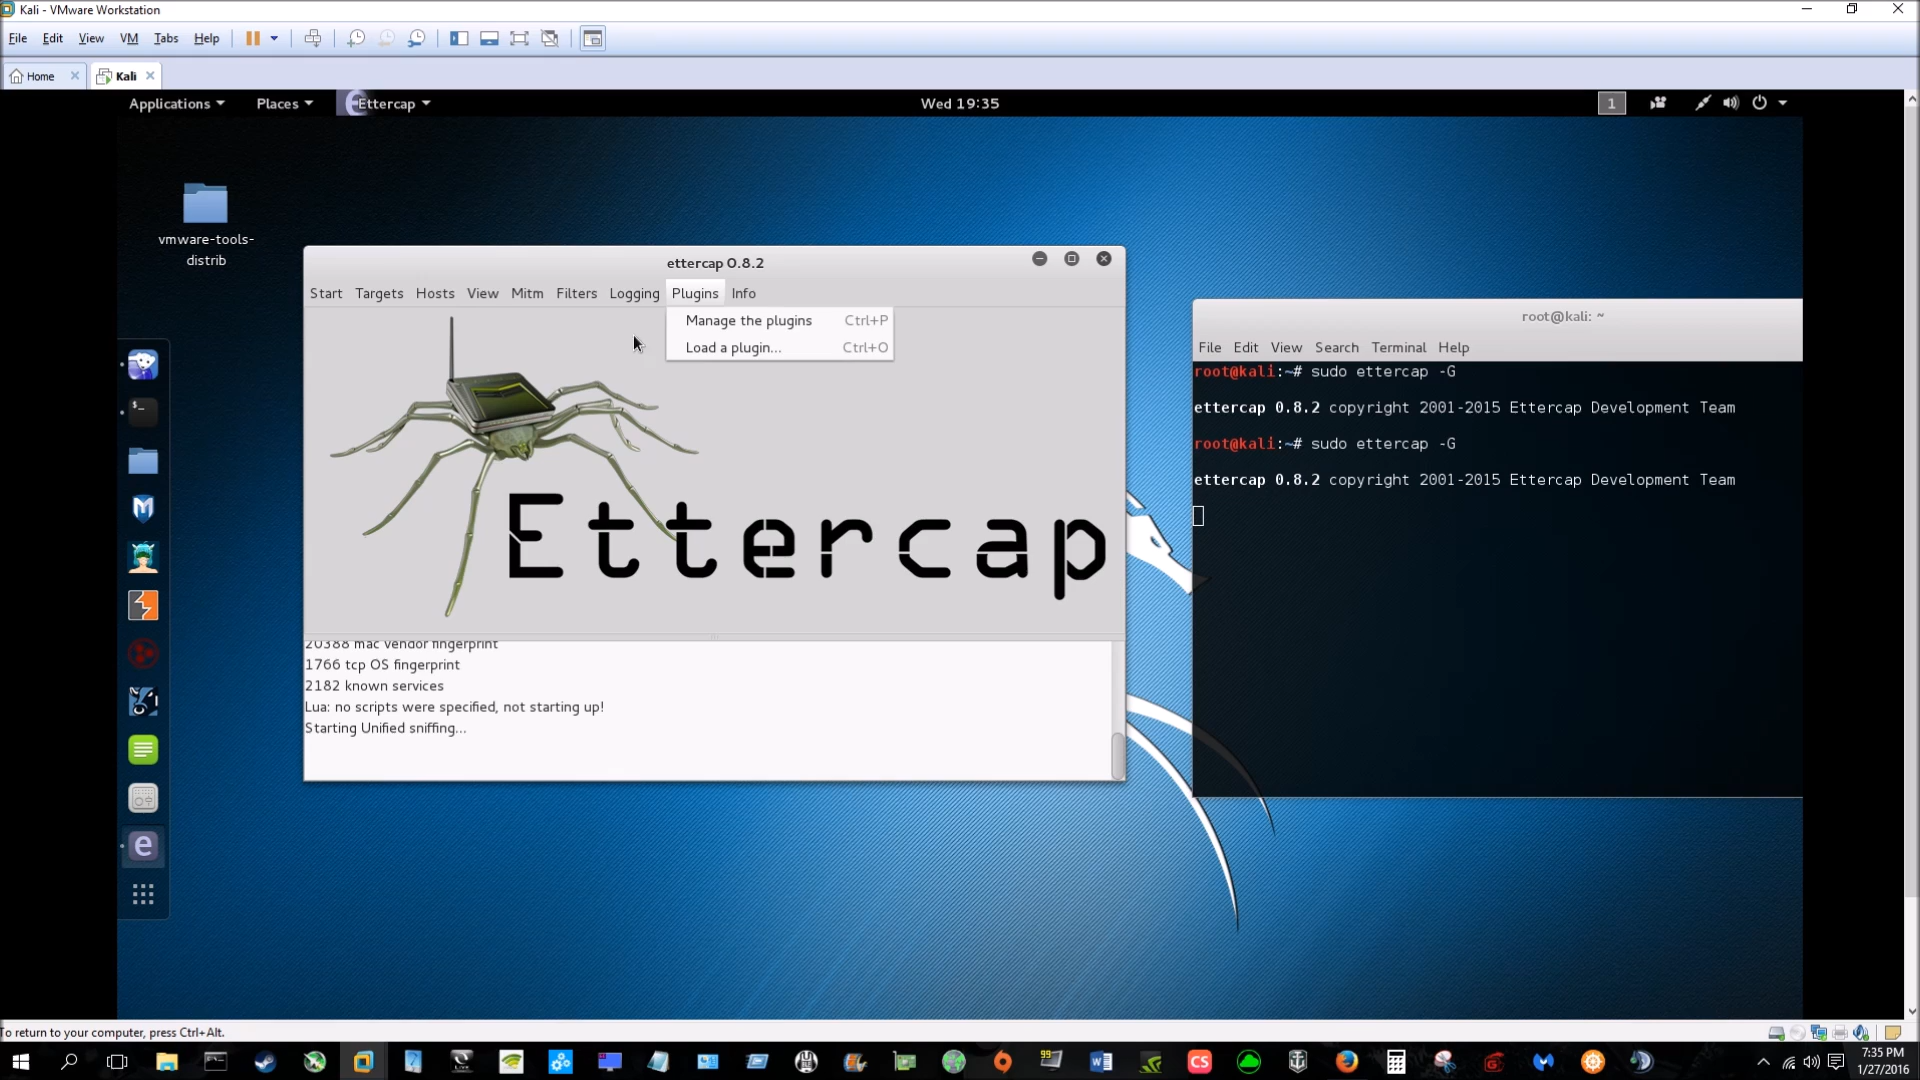 Kali - VMware Workstation
File Edit View VM Tabs Help
Home Kali
Applications Places Ettercap Wed 19:35 1
vmware-tools-
distrib
ettercap 0.8.2
Start Targets Hosts View Mitm Filters Logging Plugins Info
Manage the plugins Ctrl+P
Load a plugin... Ctrl+O
Ettercap
20388 mac vendor fingerprint
1766 tcp OS fingerprint
2182 known services
Lua: no scripts were specified, not starting up!
Starting Unified sniffing...
root@kali: ~
File Edit View Search Terminal Help
root@kali:~# sudo ettercap -G
ettercap 0.8.2 copyright 2001-2015 Ettercap Development Team
root@kali:~# sudo ettercap -G
ettercap 0.8.2 copyright 2001-2015 Ettercap Development Team
To return to your computer, press Ctrl+Alt.
99
CS
7:35 PM
1/27/2016